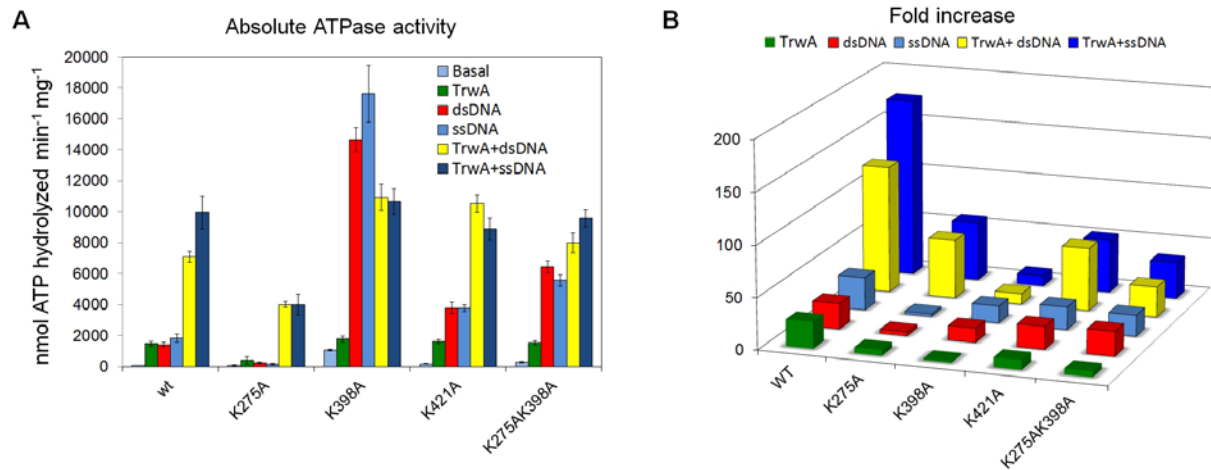 A
Absolute ATPase activity
nmol ATP hydrolyzed min⁻¹ mg⁻¹
20000
18000
16000
14000
12000
10000
8000
6000
4000
2000
0
Basal
TrwA
dsDNA
ssDNA
TrwA+dsDNA
TrwA+ssDNA
wt
K275A
K398A
K421A
K275AK398A
B
Fold increase
TrwA dsDNA ssDNA TrwA+ dsDNA TrwA+ssDNA
200
150
100
50
0
WT
K275A
K398A
K421A
K275AK398A